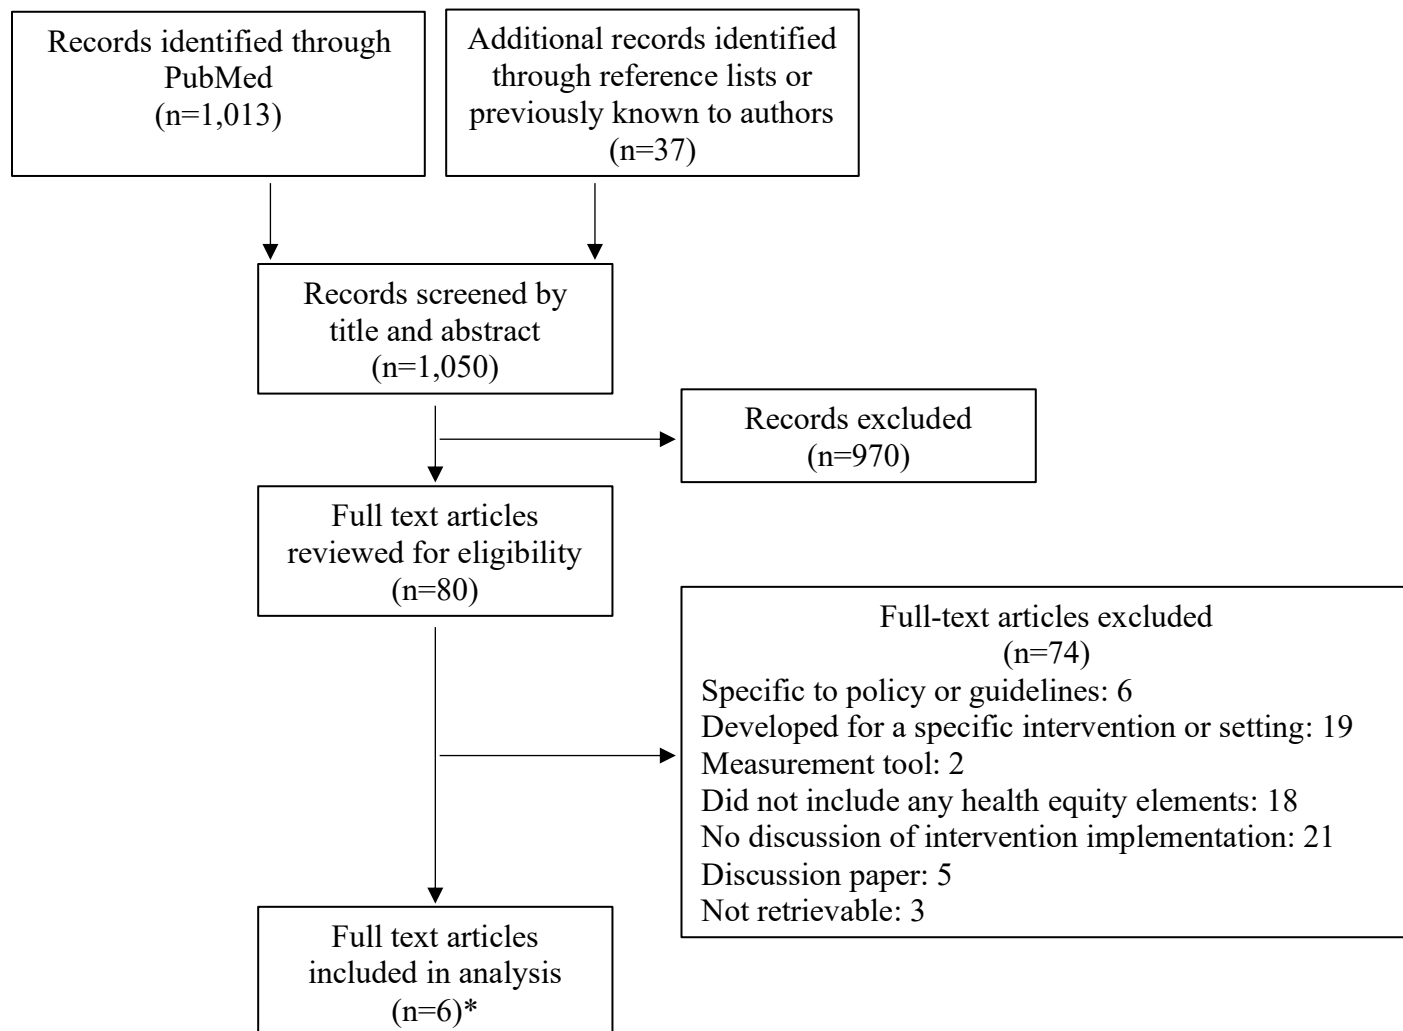 Records identified through
PubMed
(n=1,013)
Additional records identified
through reference lists or
previously known to authors
(n=37)
Records screened by
title and abstract
(n=1,050)
Records excluded
(n=970)
Full text articles
reviewed for eligibility
(n=80)
Full-text articles excluded
(n=74)
Specific to policy or guidelines: 6
Developed for a specific intervention or setting: 19
Measurement tool: 2
Did not include any health equity elements: 18
No discussion of intervention implementation: 21
Discussion paper: 5
Not retrievable: 3
Full text articles
included in analysis
(n=6)*